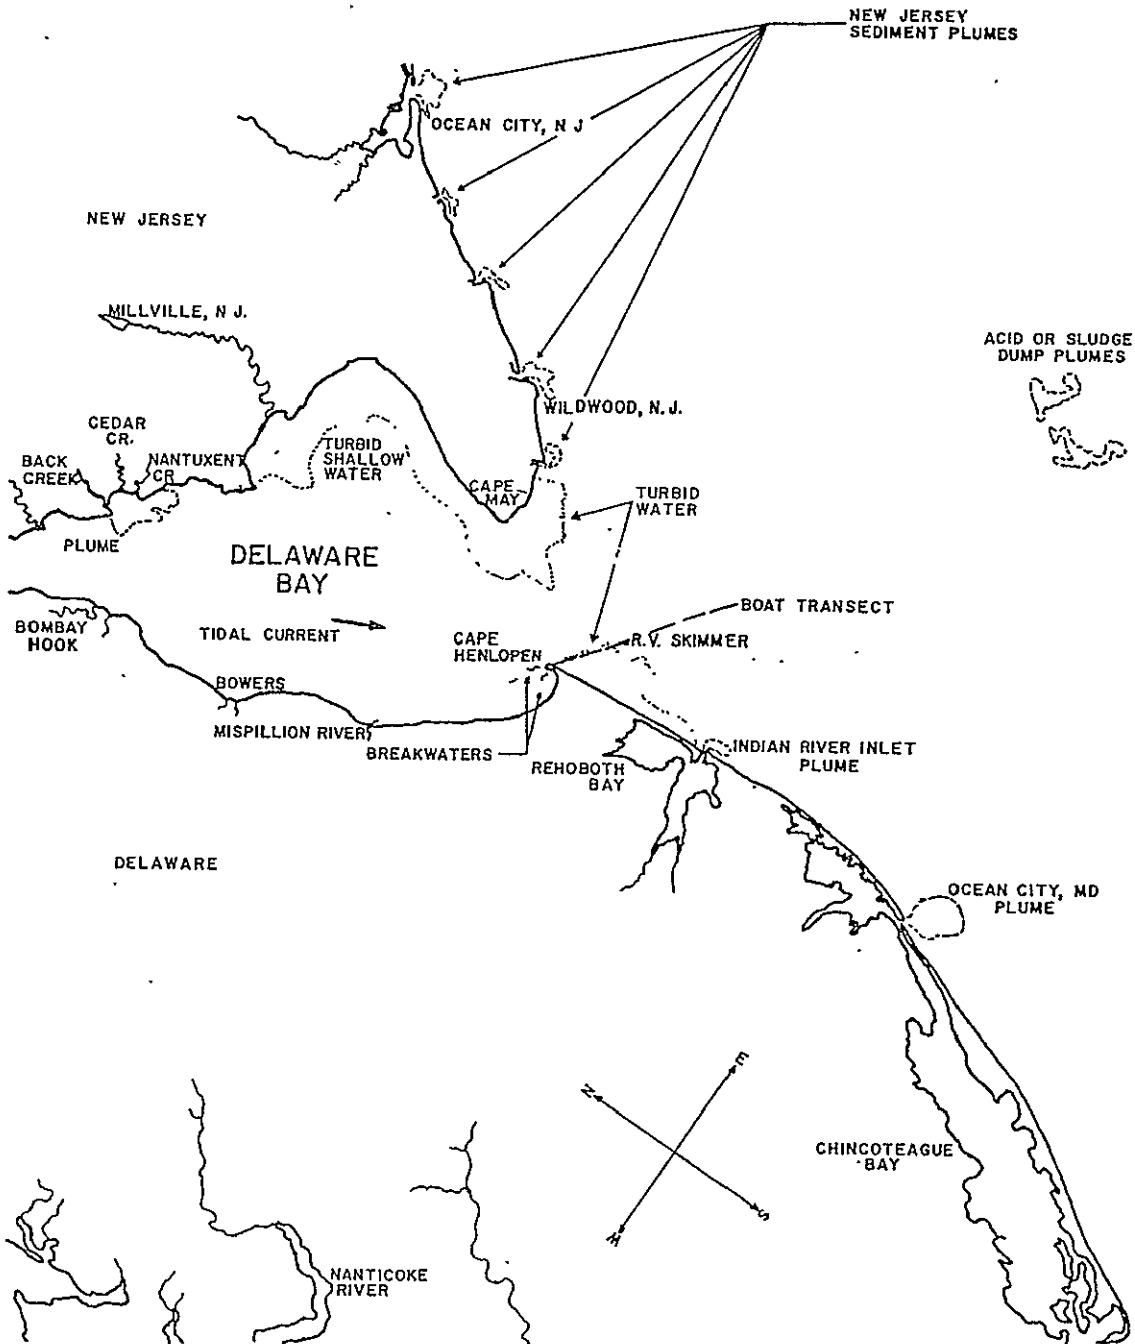 NEW JERSEY
SEDIMENT PLUMES
OCEAN CITY, N J
NEW JERSEY
MILLVILLE, N J.
ACID OR SLUDGE
DUMP PLUMES
WILDWOOD, N.J.
CEDAR
CR.
BACK
CREEK
NANTUXENT
CR
TURBID
SHALLOW
WATER
CAPE
MAY
TURBID
WATER
PLUME
DELAWARE
BAY
BOAT TRANSECT
BOMBAY
HOOK
TIDAL CURRENT
CAPE
HENLOPEN
R.V. SKIMMER
BOWERS
MISPILLION RIVER
BREAKWATERS
REHOBOTH
BAY
INDIAN RIVER INLET
PLUME
DELAWARE
OCEAN CITY, MD
PLUME
N
E
S
W
CHINCOTEAGUE
BAY
NANTICOKE
RIVER